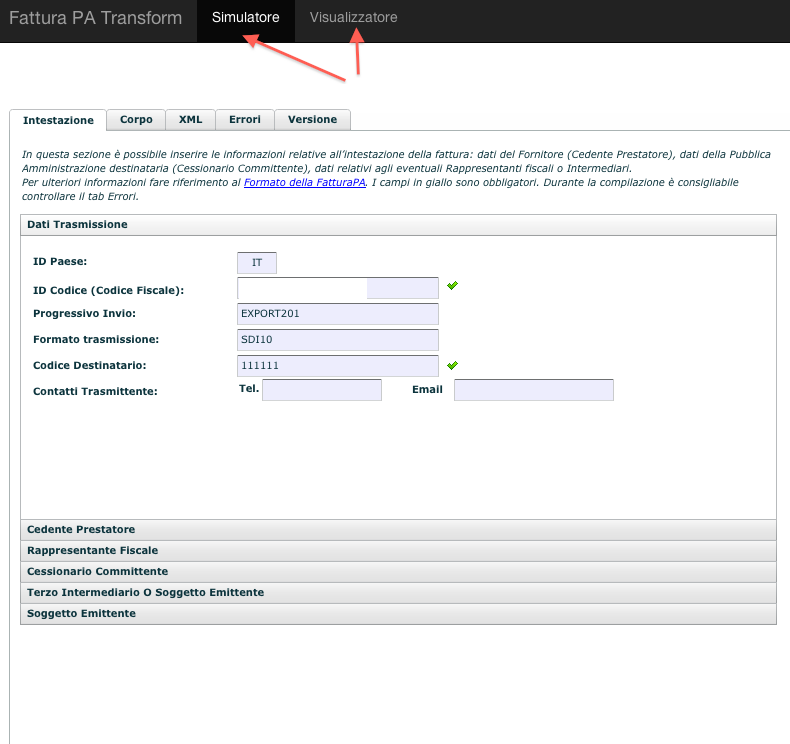 Fattura PA Transform Simulatore Visualizzatore
Intestazione Corpo XML Errori Versione
In questa sezione è possibile inserire le informazioni relative all'intestazione della fattura: dati del Fornitore (Cedente Prestatore), dati della Pubblica
Amministrazione destinataria (Cessionario Committente), dati relativi agli eventuali Rappresentanti fiscali o Intermediari.
Per ulteriori informazioni fare riferimento al Formato della FatturaPA. I campi in giallo sono obbligatori. Durante la compilazione è consigliabile
controllare il tab Errori.
Dati Trasmissione
ID Paese: IT
ID Codice (Codice Fiscale):
Progressivo Invio: EXPORT201
Formato trasmissione: SDI10
Codice Destinatario: 111111
Contatti Trasmittente: Tel. Email
Cedente Prestatore
Rappresentante Fiscale
Cessionario Committente
Terzo Intermediario O Soggetto Emittente
Soggetto Emittente